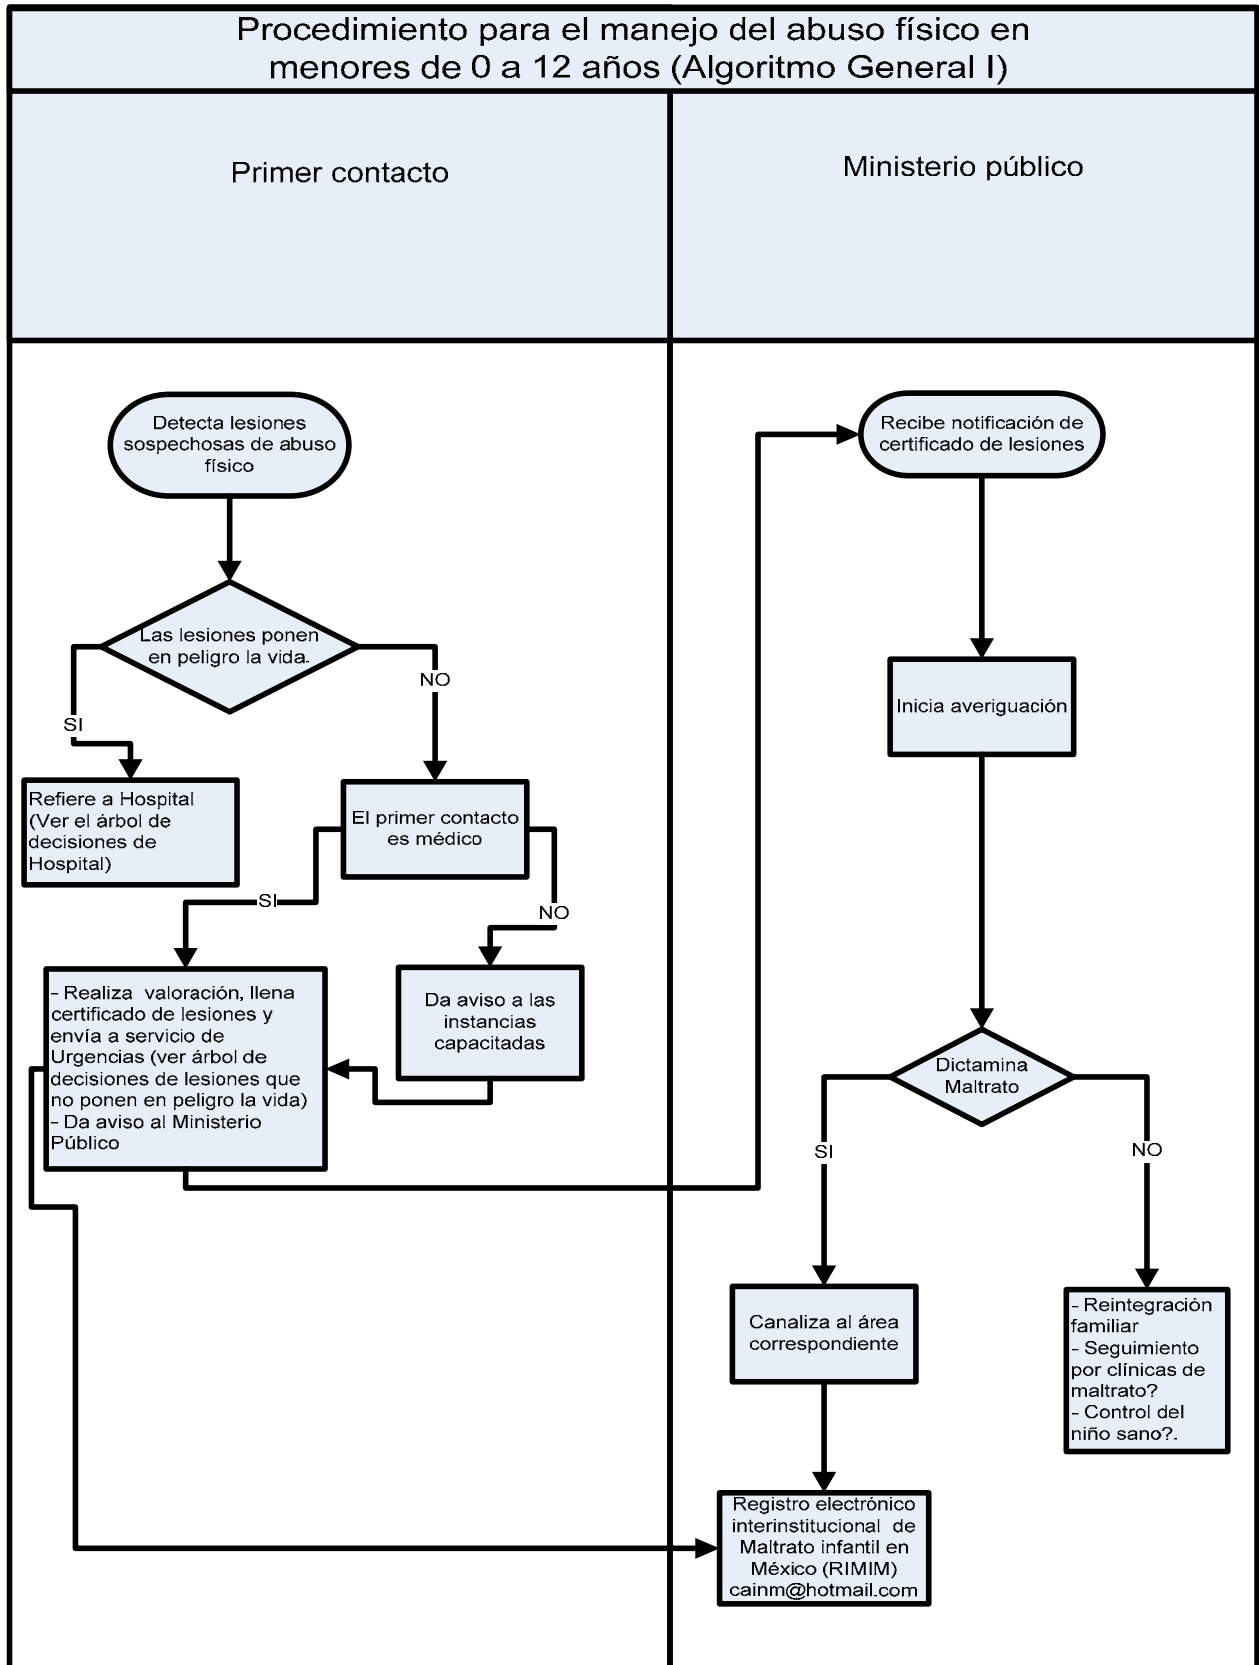 Procedimiento para el manejo del abuso físico en
menores de 0 a 12 años (Algoritmo General I)
Primer contacto
Ministerio público
Detecta lesiones
sospechosas de abuso
físico
Las lesiones ponen
en peligro la vida.
SI
NO
Refiere a Hospital
(Ver el árbol de
decisiones de
Hospital)
El primer contacto
es médico
SI
NO
- Realiza valoración, llena
certificado de lesiones y
envía a servicio de
Urgencias (ver árbol de
decisiones de lesiones que
no ponen en peligro la vida)
- Da aviso al Ministerio
Público
Da aviso a las
instancias
capacitadas
Recibe notificación de
certificado de lesiones
Inicia averiguación
Dictamina
Maltrato
SI
NO
Canaliza al área
correspondiente
- Reintegración
familiar
- Seguimiento
por clínicas de
maltrato?
- Control del
niño sano?.
Registro electrónico
interinstitucional de
Maltrato infantil en
México (RIMIM)
cainm@hotmail.com